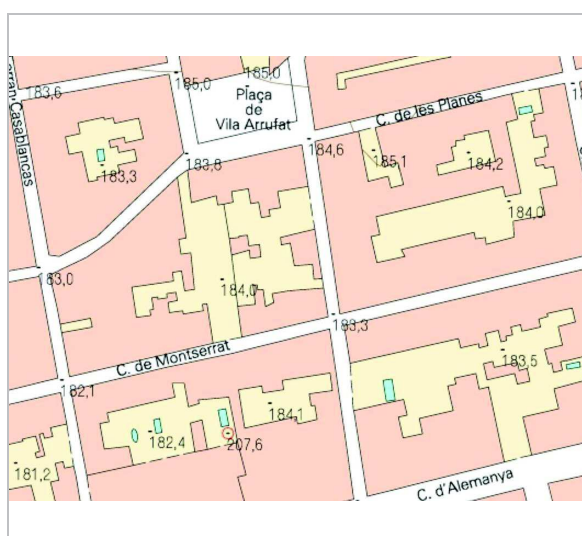 183,6
185,0
185,0
Plaça
de
Vila Arrufat
C. de les Planes
184,6
183,8
183,3
185,1
184,2
184,0
Casablancas
183,0
184,0
183,3
C. de Montserrat
183,5
182,1
184,1
182,4
207,6
181,2
C. d'Alemanya